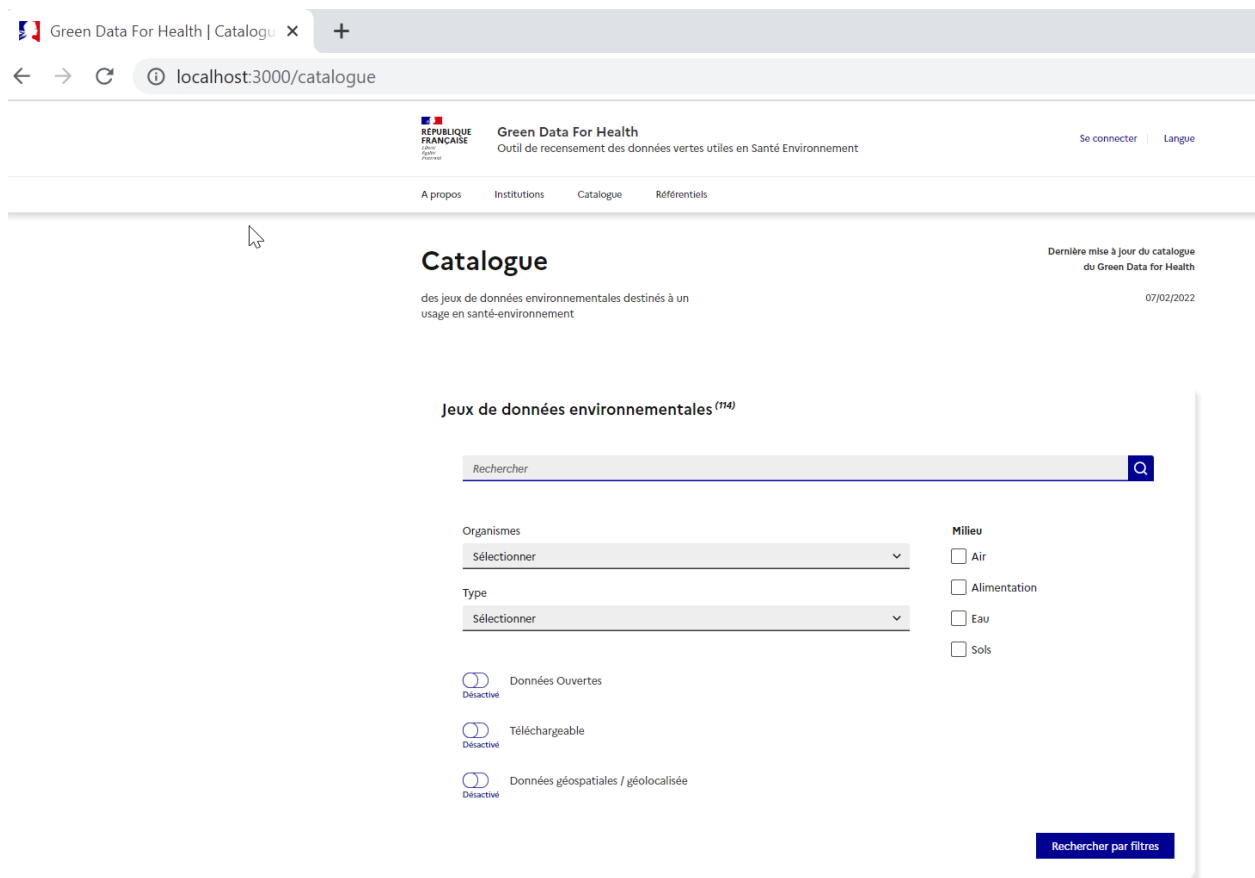 Green Data For Health | Catalogu
localhost:3000/catalogue
RÉPUBLIQUE
FRANÇAISE
Liberté
Égalité
Fraternité
Green Data For Health
Outil de recensement des données vertes utiles en Santé Environnement
Se connecter
Langue
A propos
Institutions
Catalogue
Référentiels
Catalogue
des jeux de données environnementales destinés à un
usage en santé-environnement
Dernière mise à jour du catalogue
du Green Data for Health
07/02/2022
Jeux de données environnementales (114)
Rechercher
Organismes
Sélectionner
Type
Sélectionner
Milieu
Air
Alimentation
Eau
Sols
Désactivé
Données Ouvertes
Désactivé
Téléchargeable
Désactivé
Données géospatiales / géolocalisée
Rechercher par filtres